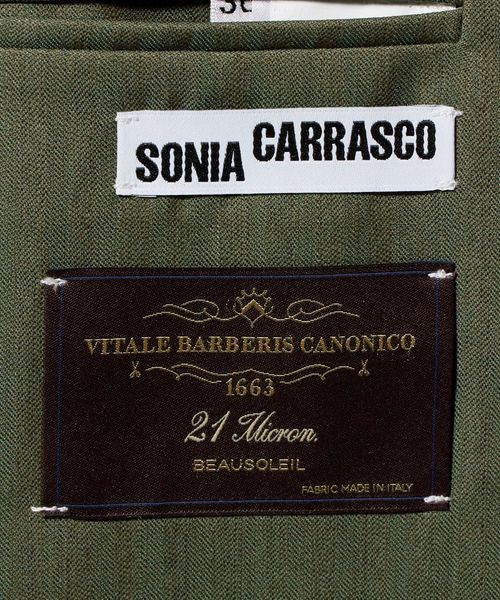 SONIA CARRASCO
VITALE BARBERIS CANONICO
1663
21 Micron.
BEAUSOLEIL
FABRIC MADE IN ITALY